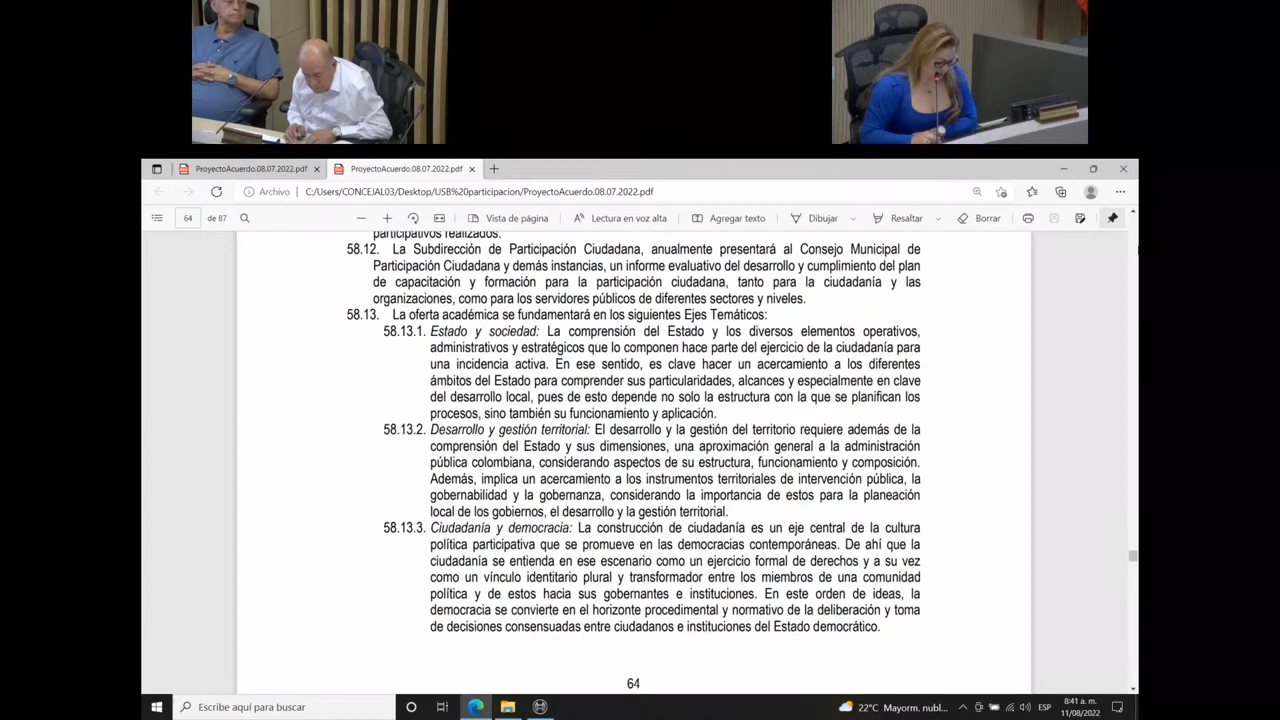 ProyectoAcuerdo.08.07.2022.pdf
ProyectoAcuerdo.08.07.2022.pdf
Archivo
C:/Users/CONCEJAL03/Desktop/USB%20participacion/ProyectoAcuerdo.08.07.2022.pdf
64 de 87
Vista de página
Lectura en voz alta
Agregar texto
Dibujar
Resaltar
Borrar
participativos realizados.
58.12. La Subdirección de Participación Ciudadana, anualmente presentará al Consejo Municipal de
Participación Ciudadana y demás instancias, un informe evaluativo del desarrollo y cumplimiento del plan
de capacitación y formación para la participación ciudadana, tanto para la ciudadanía y las
organizaciones, como para los servidores públicos de diferentes sectores y niveles.
58.13. La oferta académica se fundamentará en los siguientes Ejes Temáticos:
58.13.1. Estado y sociedad: La comprensión del Estado y los diversos elementos operativos,
administrativos y estratégicos que lo componen hace parte del ejercicio de la ciudadanía para
una incidencia activa. En ese sentido, es clave hacer un acercamiento a los diferentes
ámbitos del Estado para comprender sus particularidades, alcances y especialmente en clave
del desarrollo local, pues de esto depende no solo la estructura con la que se planifican los
procesos, sino también su funcionamiento y aplicación.
58.13.2. Desarrollo y gestión territorial: El desarrollo y la gestión del territorio requiere además de la
comprensión del Estado y sus dimensiones, una aproximación general a la administración
pública colombiana, considerando aspectos de su estructura, funcionamiento y composición.
Además, implica un acercamiento a los instrumentos territoriales de intervención pública, la
gobernabilidad y la gobernanza, considerando la importancia de estos para la planeación
local de los gobiernos, el desarrollo y la gestión territorial.
58.13.3. Ciudadanía y democracia: La construcción de ciudadanía es un eje central de la cultura
política participativa que se promueve en las democracias contemporáneas. De ahí que la
ciudadanía se entienda en ese escenario como un ejercicio formal de derechos y a su vez
como un vínculo identitario plural y transformador entre los miembros de una comunidad
política y de estos hacia sus gobernantes e instituciones. En este orden de ideas, la
democracia se convierte en el horizonte procedimental y normativo de la deliberación y toma
de decisiones consensuadas entre ciudadanos e instituciones del Estado democrático.
64
Escribe aquí para buscar
22°C Mayorm. nubl...
ESP
8:41 a. m.
11/08/2022